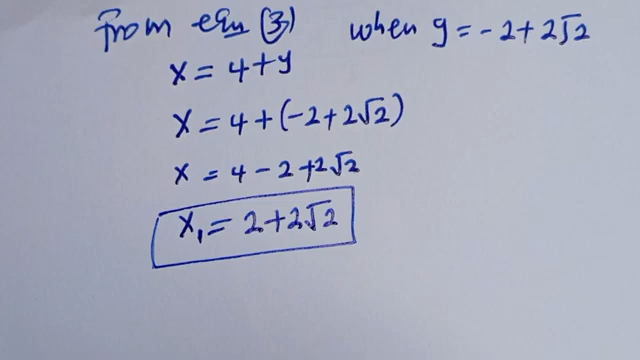 From eqn (3) when y = -2 + 2√2
x = 4 + y
x = 4 + (-2 + 2√2)
x = 4 - 2 + 2√2
x₁ = 2 + 2√2